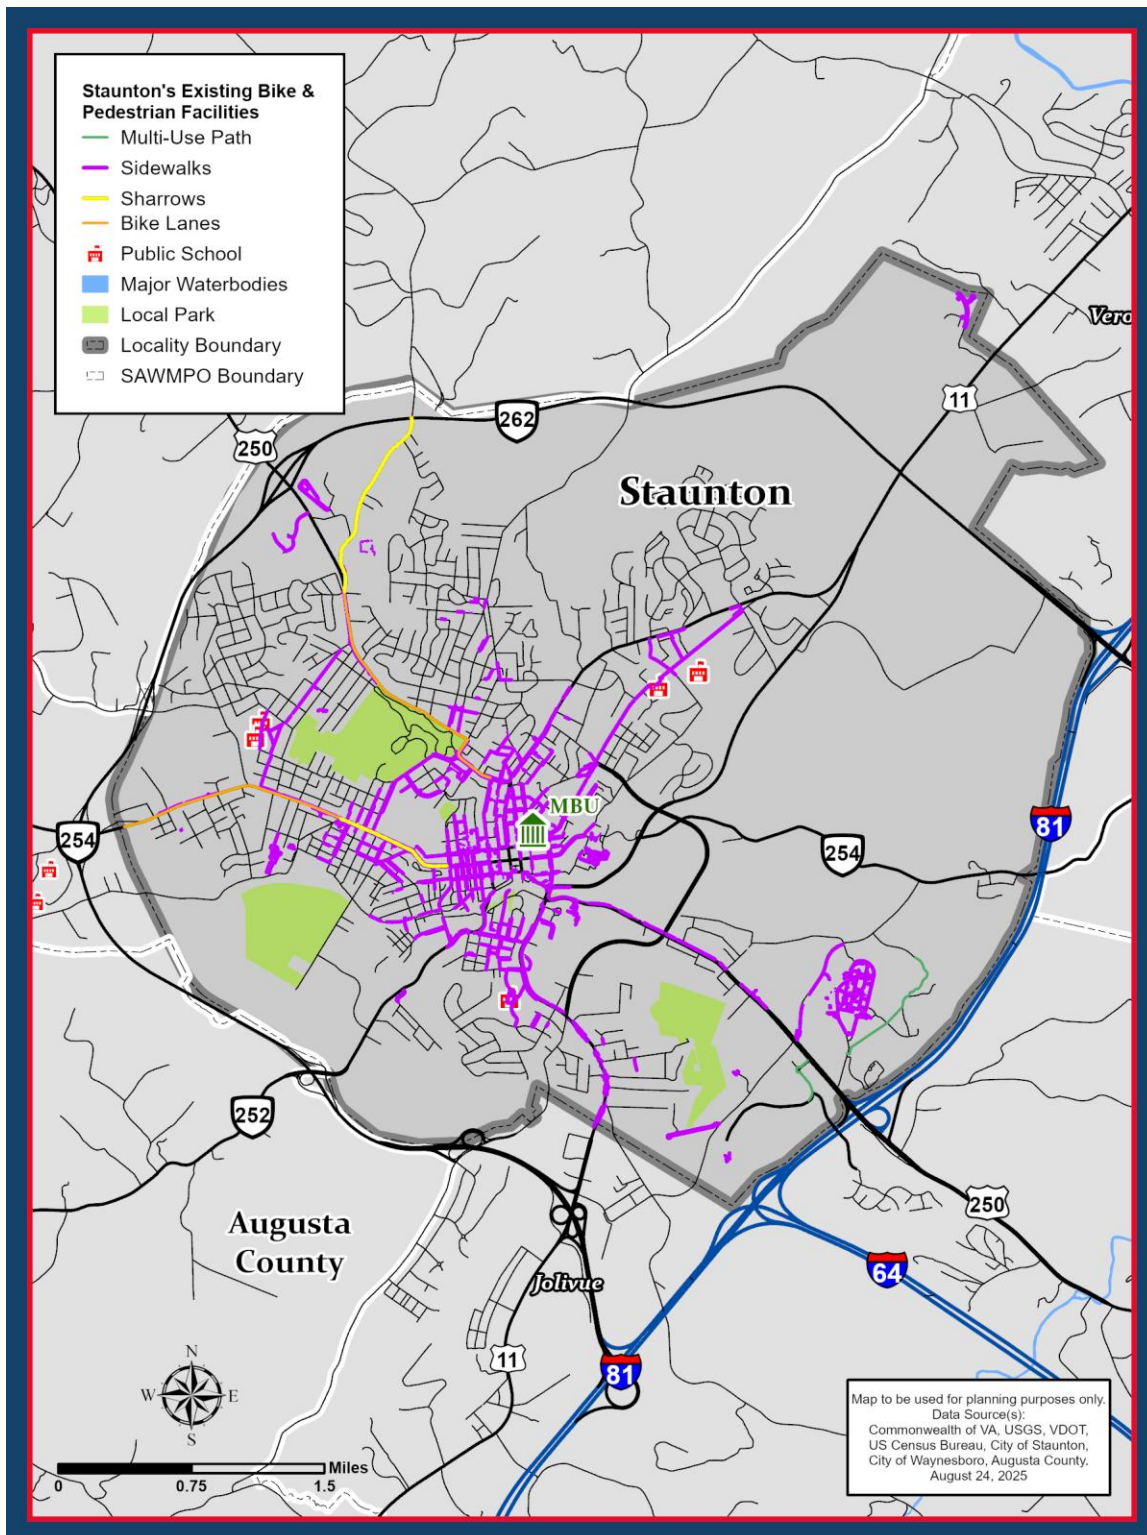 Staunton's Existing Bike &
Pedestrian Facilities
Multi-Use Path
Sidewalks
Sharrows
Bike Lanes
Public School
Major Waterbodies
Local Park
Locality Boundary
SAWMPO Boundary
Vero
11
262
250
Staunton
MBU
81
254
254
252
250
Augusta
County
64
Jolivue
11
81
N
W
E
S
Miles
0
0.75
1.5
Map to be used for planning purposes only.
Data Source(s):
Commonwealth of VA, USGS, VDOT,
US Census Bureau, City of Staunton,
City of Waynesboro, Augusta County.
August 24, 2025